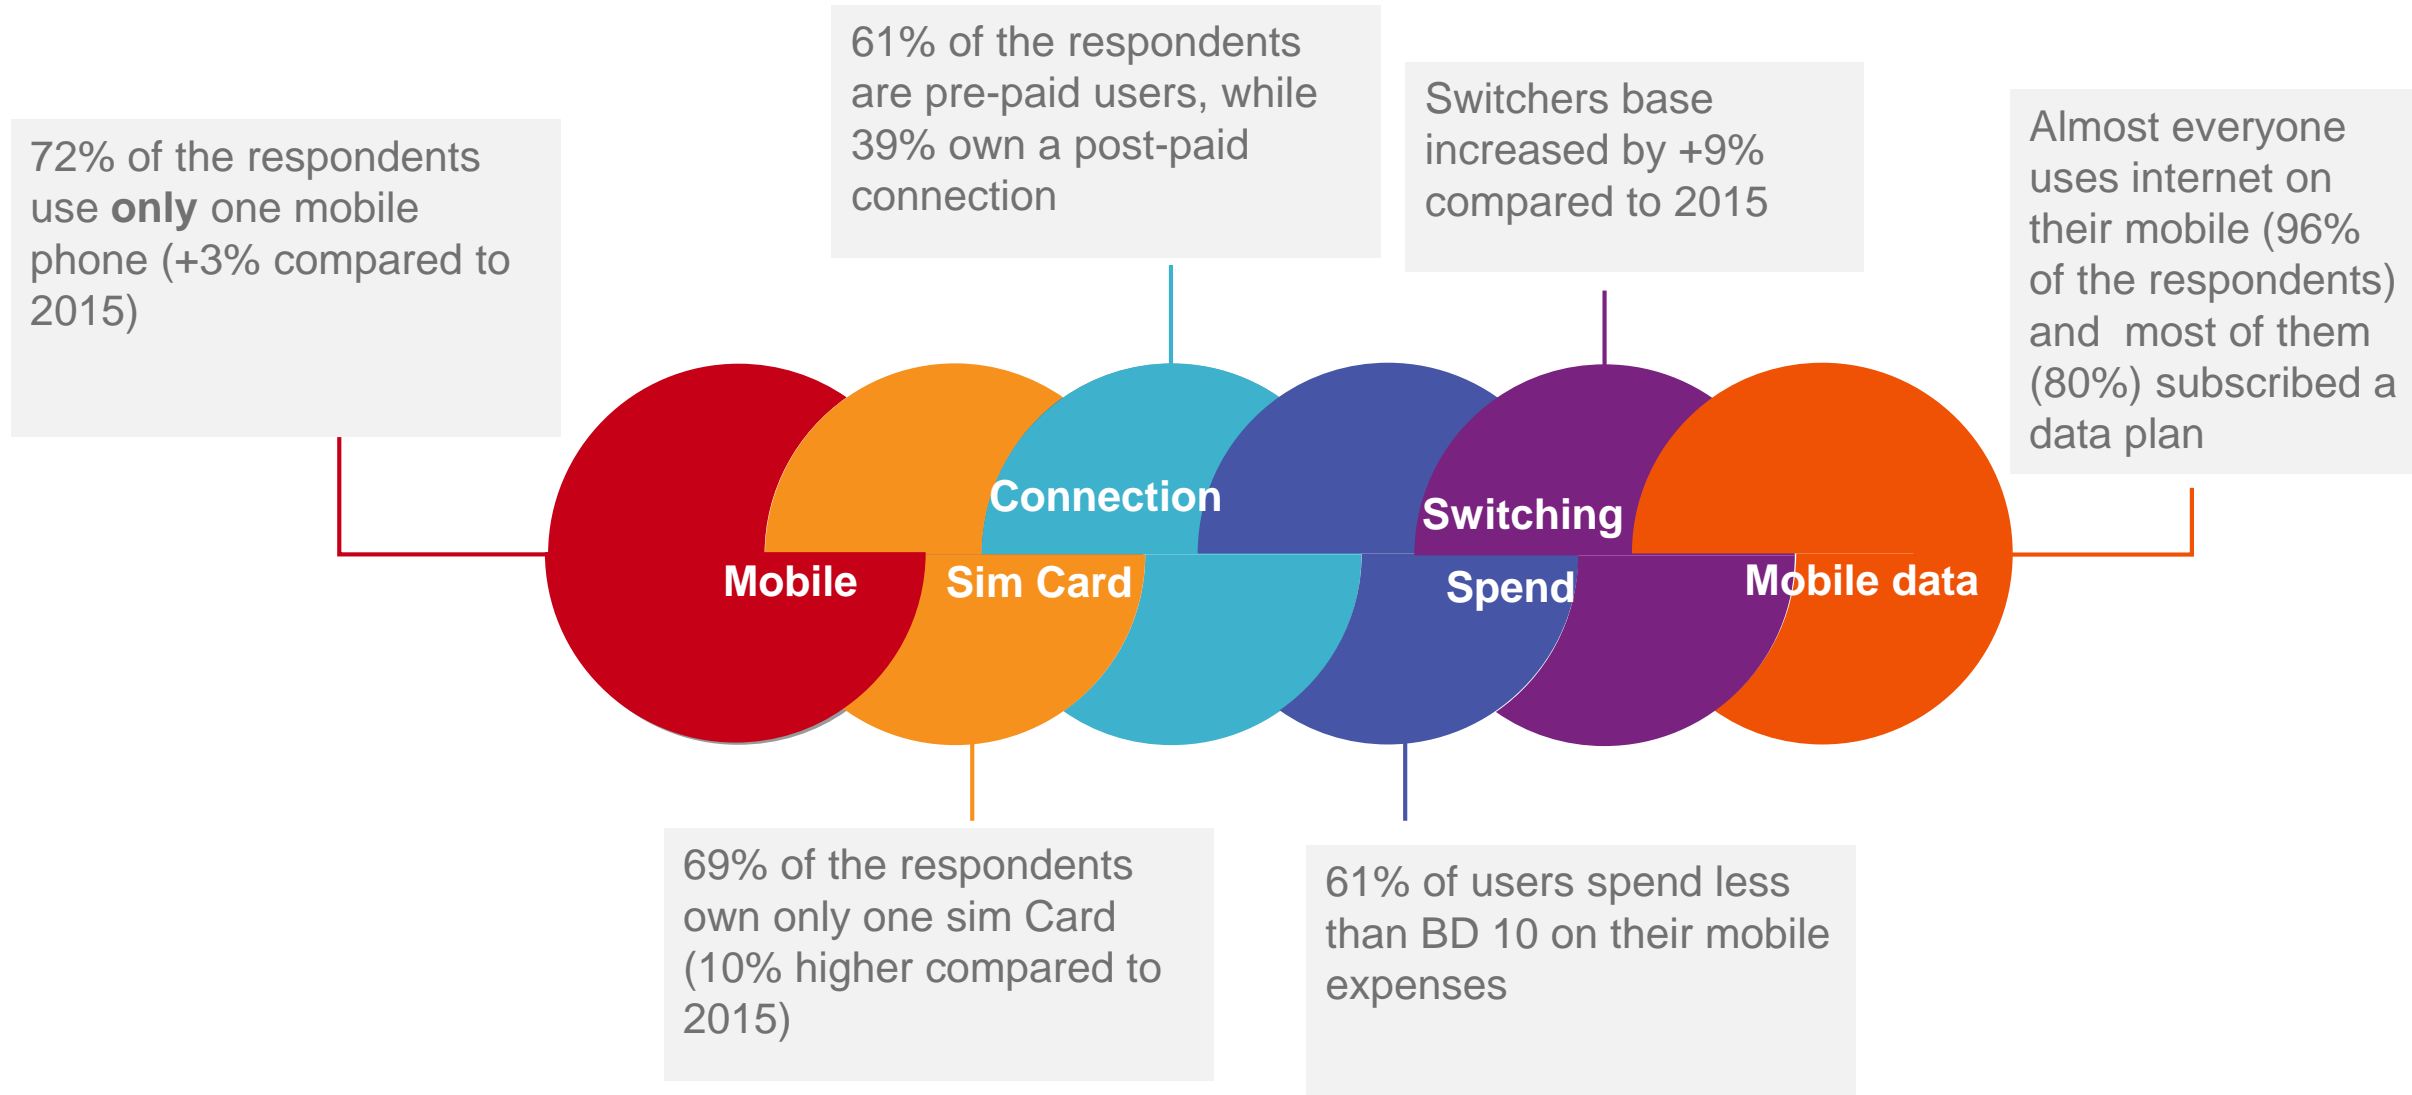 72% of the respondents
use only one mobile
phone (+3% compared to
2015)
61% of the respondents
are pre-paid users, while
39% own a post-paid
connection
Switchers base
increased by +9%
compared to 2015
Almost everyone
uses internet on
their mobile (96%
of the respondents)
and  most of them
(80%) subscribed a
data plan
Mobile
Sim Card
Connection
Spend
Switching
Mobile data
69% of the respondents
own only one sim Card
(10% higher compared to
2015)
61% of users spend less
than BD 10 on their mobile
expenses